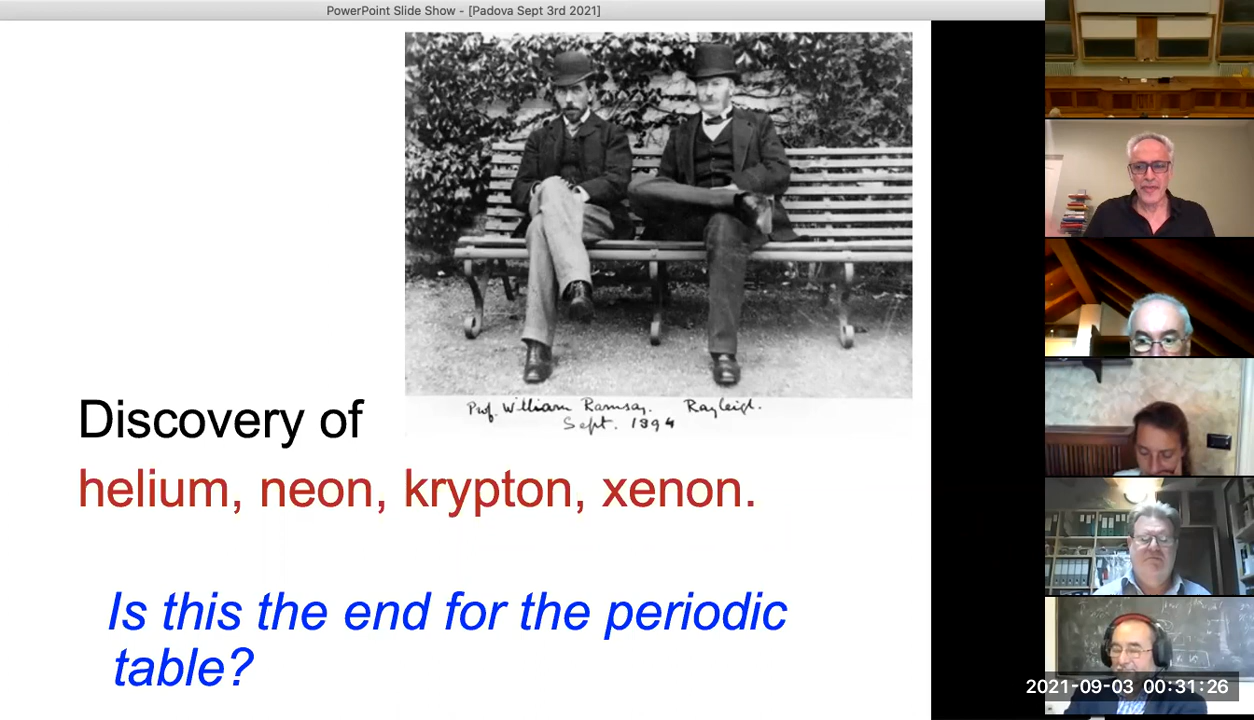 PowerPoint Slide Show - [Padova Sept 3rd 2021]
Prof. William Ramsay. Rayleigh.
Sept. 1894
Discovery of
helium, neon, krypton, xenon.
Is this the end for the periodic
table?
2021-09-03 00:31:26